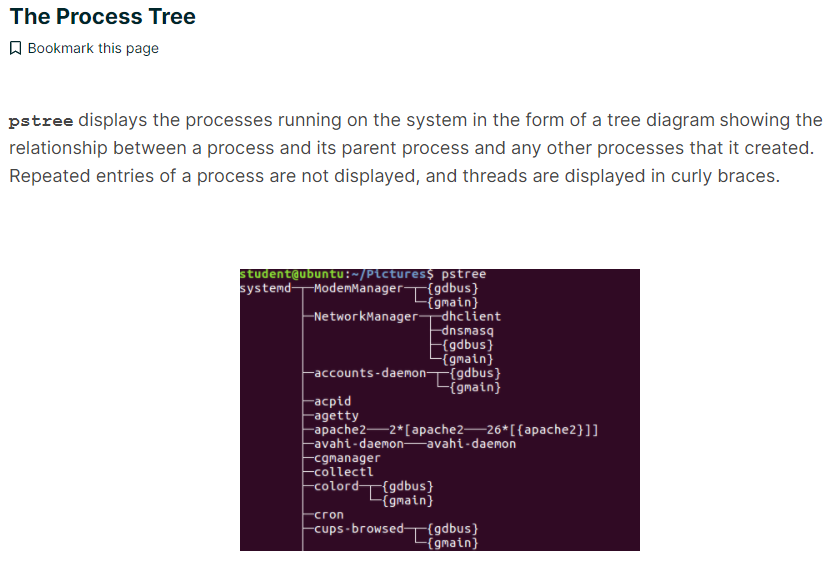 The Process Tree
Bookmark this page
pstree displays the processes running on the system in the form of a tree diagram showing the
relationship between a process and its parent process and any other processes that it created.
Repeated entries of a process are not displayed, and threads are displayed in curly braces.
student@ubuntu:~/Pictures$ pstree
systemd─┬─ModemManager─┬─{gdbus}
└─{gmain}
├─NetworkManager─┬─dhclient
├─dnsmasq
├─{gdbus}
└─{gmain}
├─accounts-daemon─┬─{gdbus}
└─{gmain}
├─acpid
├─agetty
├─apache2───2*[apache2───26*[{apache2}]]
├─avahi-daemon───avahi-daemon
├─cgmanager
├─collectl
├─colord─┬─{gdbus}
└─{gmain}
├─cron
├─cups-browsed─┬─{gdbus}
└─{gmain}